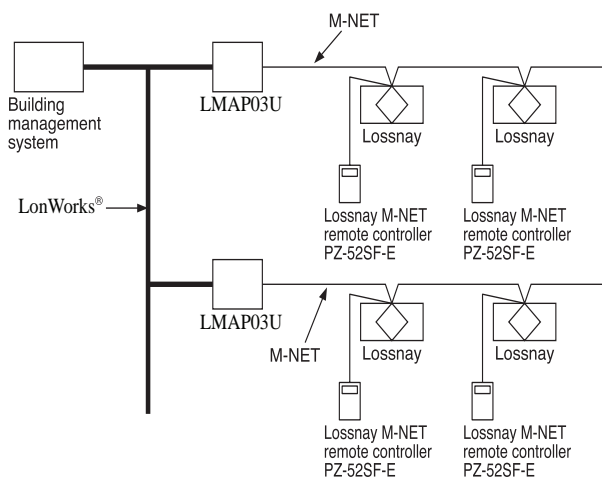 M-NET
Building
management
system
LMAP03U
Lossnay
Lossnay
LonWorks®
Lossnay M-NET
remote controller
PZ-52SF-E
Lossnay M-NET
remote controller
PZ-52SF-E
LMAP03U
M-NET
Lossnay
Lossnay
Lossnay M-NET
remote controller
PZ-52SF-E
Lossnay M-NET
remote controller
PZ-52SF-E